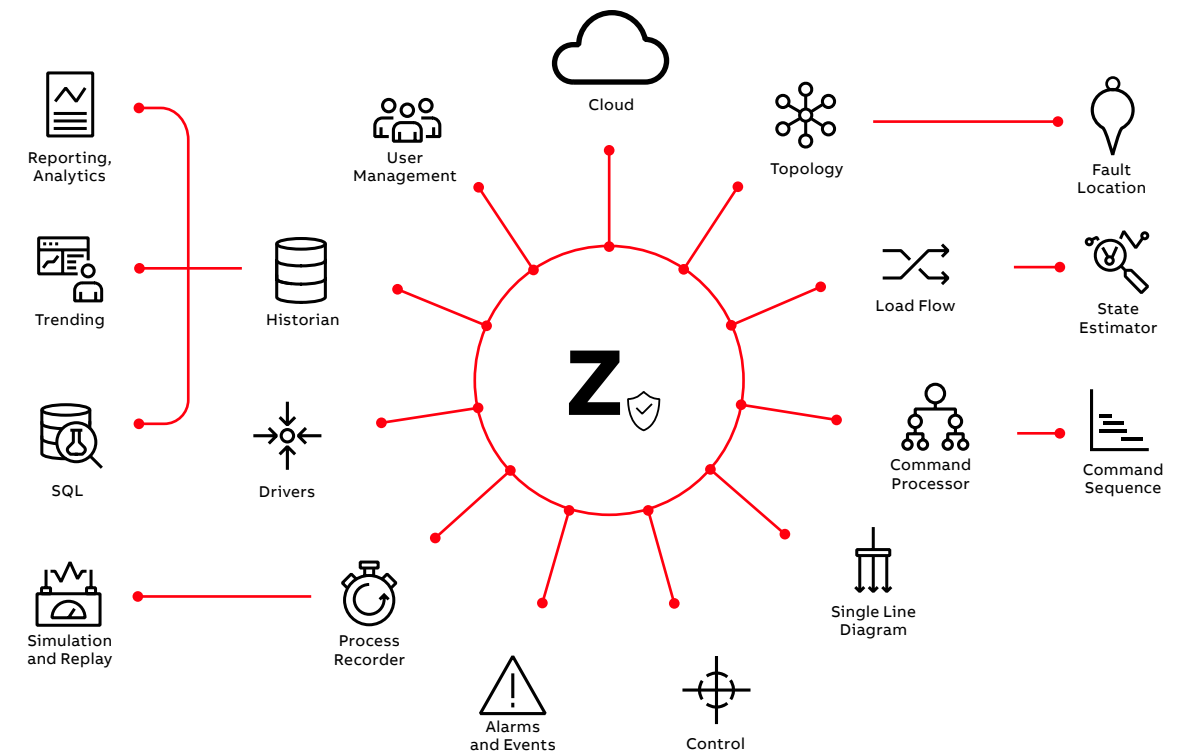 Cloud
Reporting,
Analytics
User
Management
Topology
Fault
Location
Trending
Historian
Load Flow
State
Estimator
Z
SQL
Drivers
Command
Processor
Command
Sequence
Simulation
and Replay
Process
Recorder
Single Line
Diagram
Alarms
and Events
Control